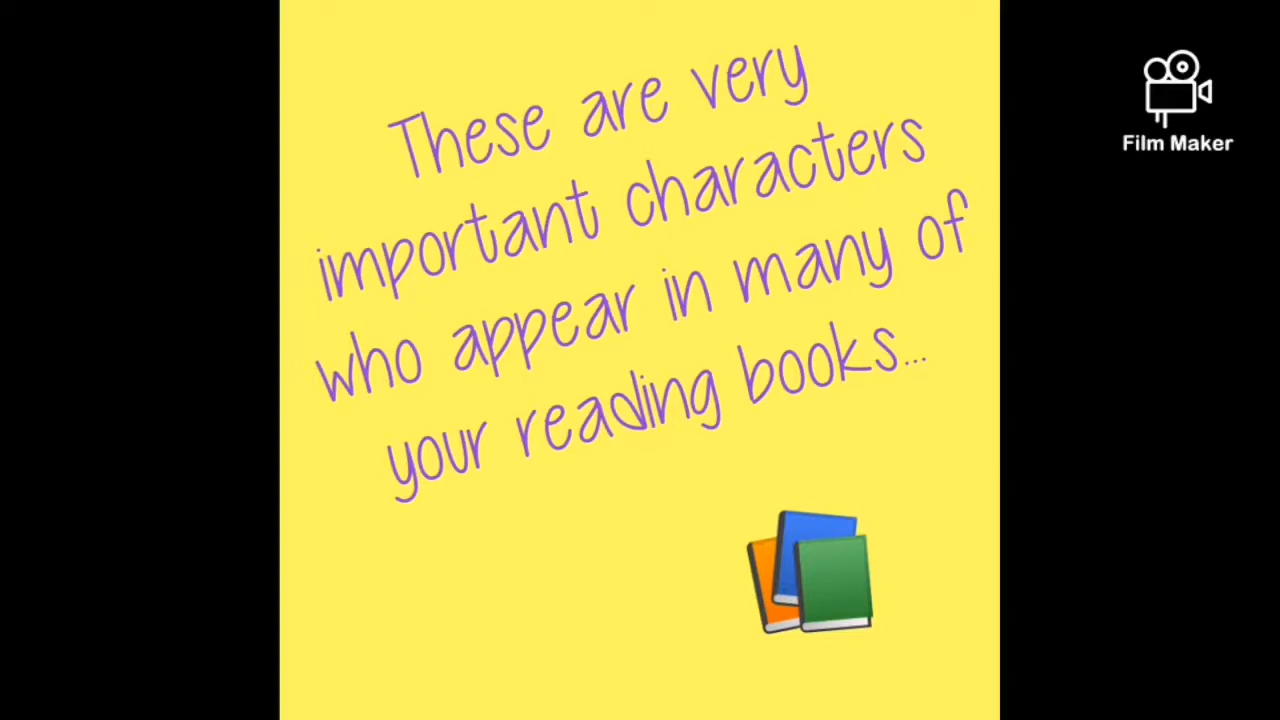 These are very
important characters
who appear in many of
your reading books...
Film Maker